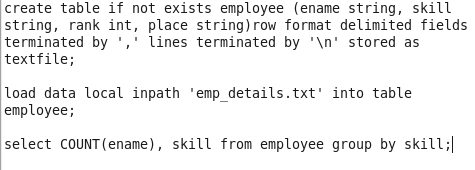 create table if not exists employee (ename string, skill
string, rank int, place string)row format delimited fields
terminated by ',' lines terminated by '\n' stored as
textfile;
load data local inpath 'emp_details.txt' into table
employee;
select COUNT(ename), skill from employee group by skill;